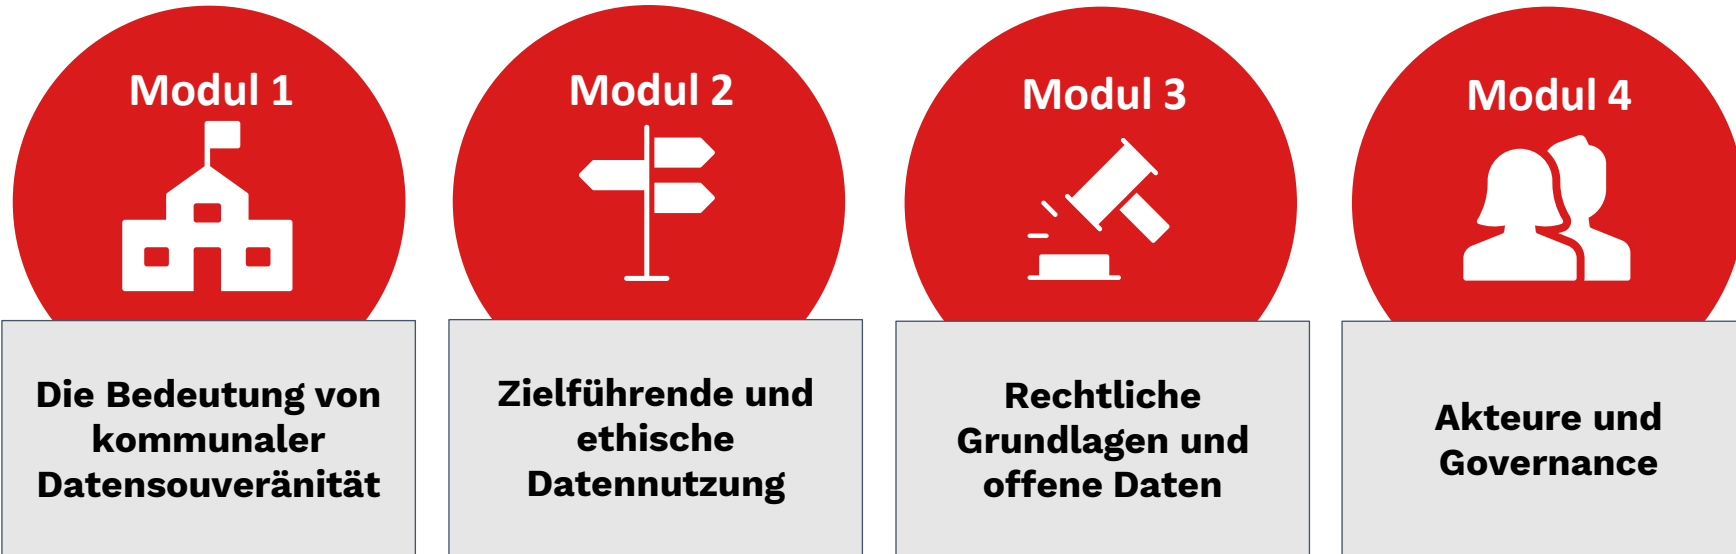 Modul 1
Die Bedeutung von
kommunaler
Datensouveränität
Modul 2
Zielführende und
ethische
Datennutzung
Modul 3
Rechtliche
Grundlagen und
offene Daten
Modul 4
Akteure und
Governance